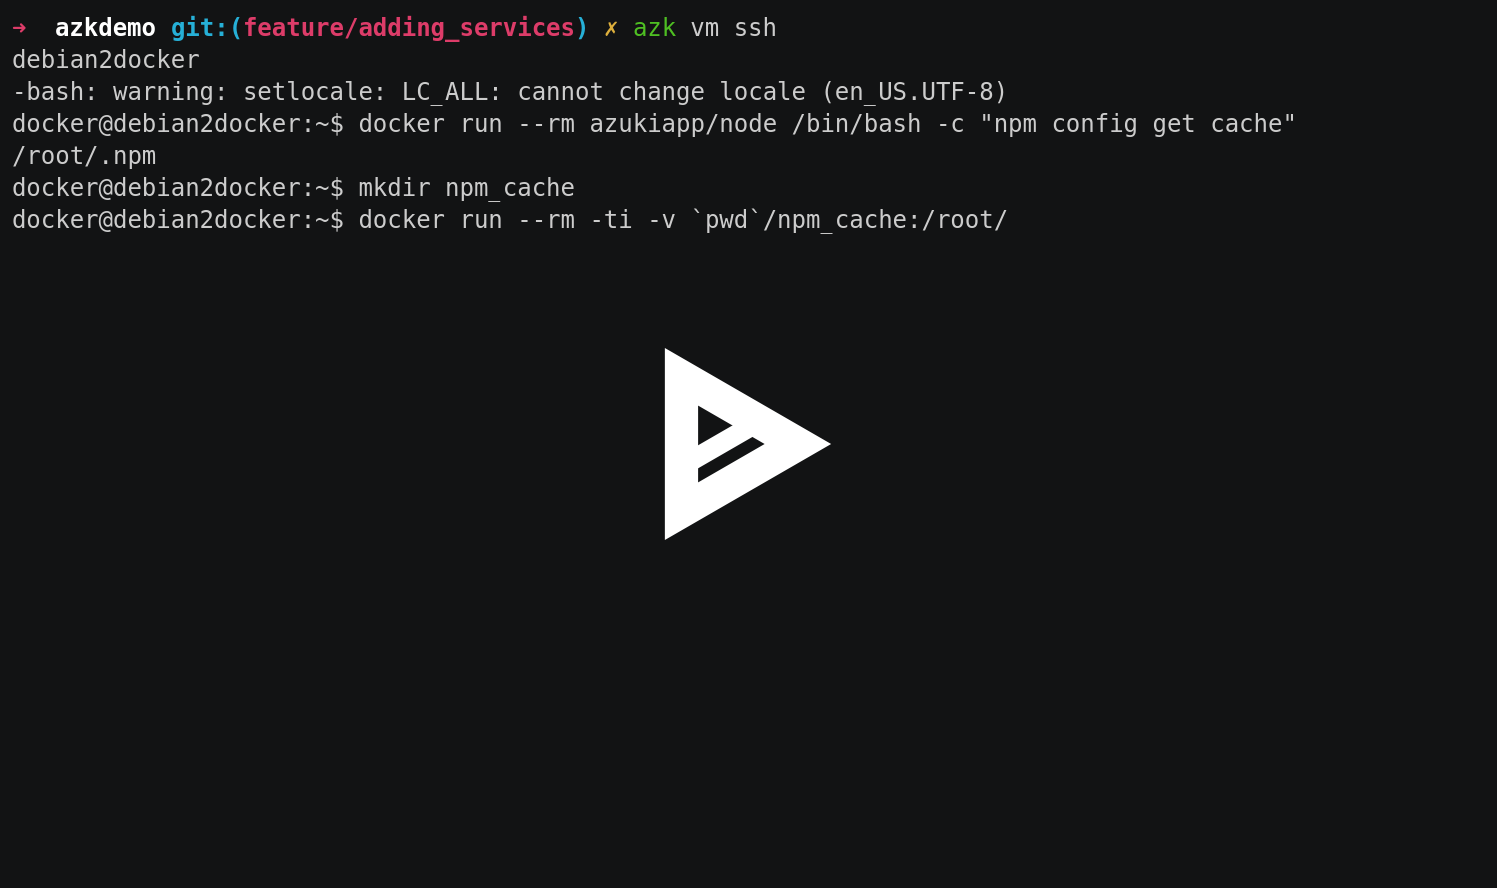 ➜  azkdemo git:(feature/adding_services) ✗ azk vm ssh
debian2docker
-bash: warning: setlocale: LC_ALL: cannot change locale (en_US.UTF-8)
docker@debian2docker:~$ docker run --rm azukiapp/node /bin/bash -c "npm config get cache"
/root/.npm
docker@debian2docker:~$ mkdir npm_cache
docker@debian2docker:~$ docker run --rm -ti -v `pwd`/npm_cache:/root/